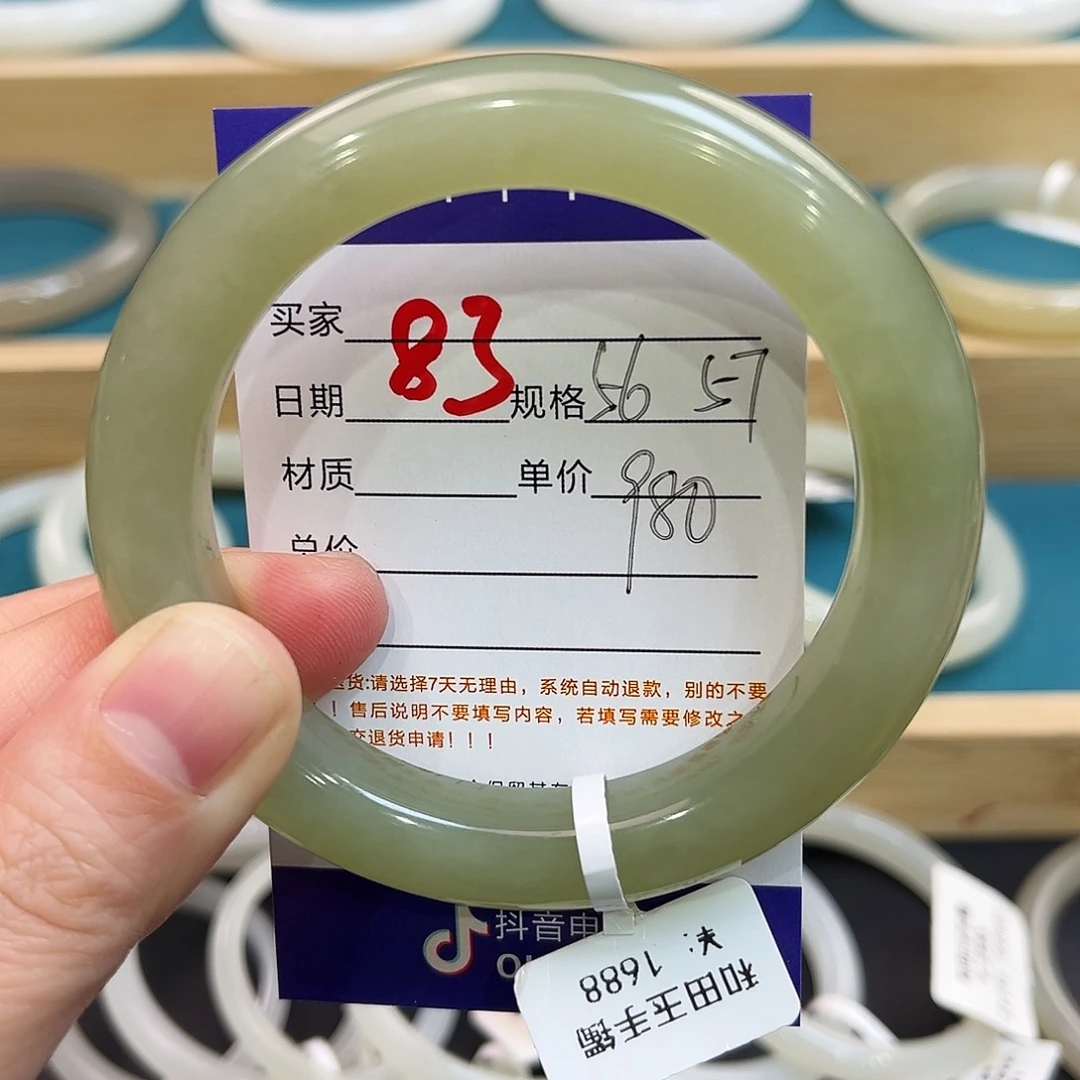 买家 83
日期 规格 56 57
材质 单价 980
总价
退货:请选择7天无理由，系统自动退款，别的不要
！售后说明不要填写内容，若填写需要修改之
交退货申请！！！
抖音电
和田玉手镯
1688